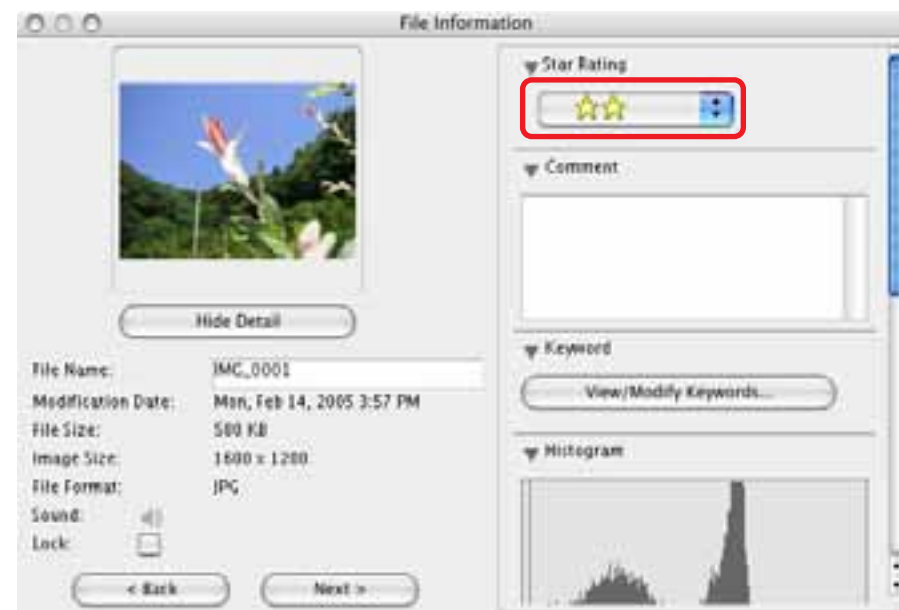 File Information
Star Rating
Comment
Hide Detail
Keyword
File Name: IMG_0001
View/Modify Keywords...
Modification Date: Mon, Feb 14, 2005 3:57 PM
File Size: 580 KB
Image Size: 1600 x 1200
Histogram
File Format: JPG
Sound:
Lock:
< Back
Next >